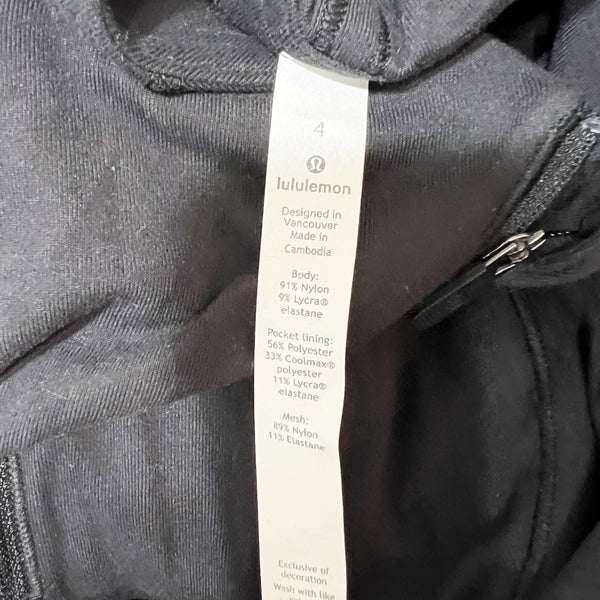 4
lululemon
Designed in
Vancouver
Made in
Cambodia
Body:
91% Nylon
9% Lycra®
elastane
Pocket lining:
56% Polyester
33% Coolmax®
polyester
11% Lycra®
elastane
Mesh:
89% Nylon
11% Elastane
Exclusive of
decoration
Wash with like